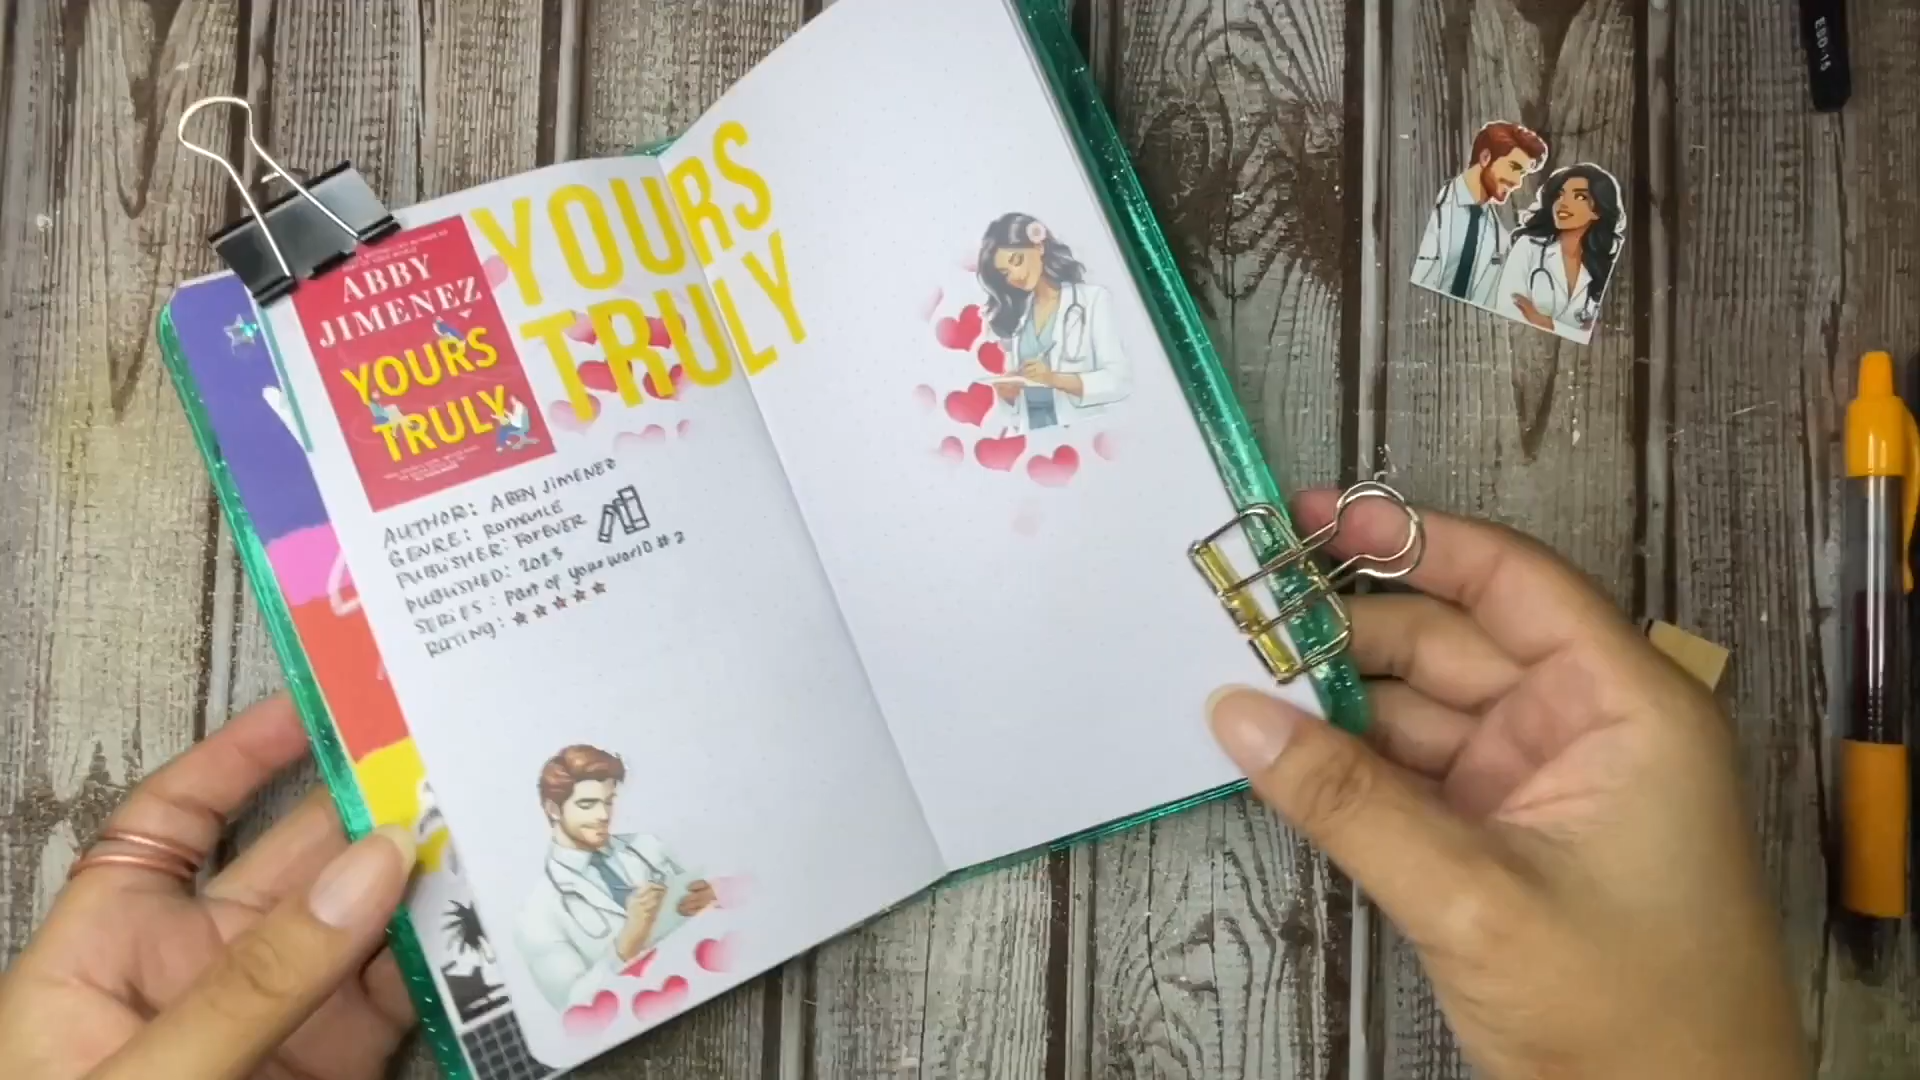 ABBY
JIMENEZ
YOURS
TRULY
YOURS
TRULY
AUTHOR: ABBY JIMENEZ
GENRE: ROMANCE
PUBLISHER: FOREVER
PUBLISHED: 2023
SERIES: Part of your world #2
RATING: ★★★★★